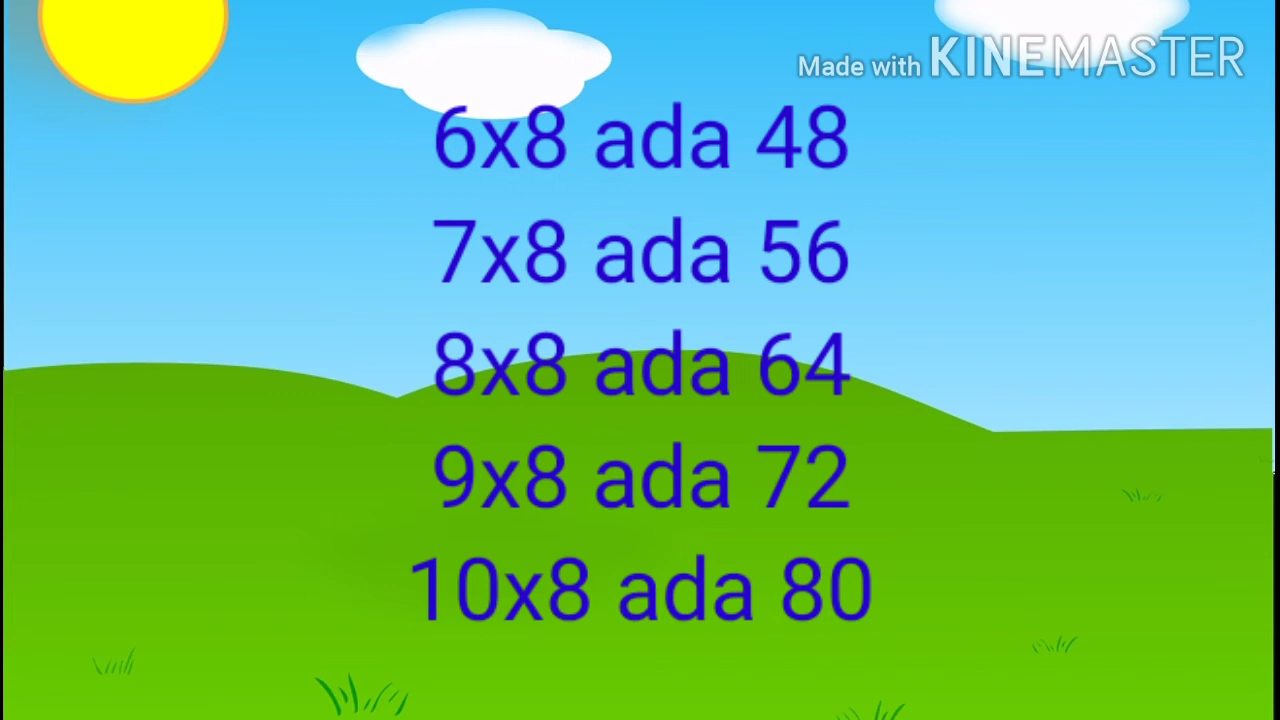 Made with KINEMASTER
6x8 ada 48
7x8 ada 56
8x8 ada 64
9x8 ada 72
10x8 ada 80